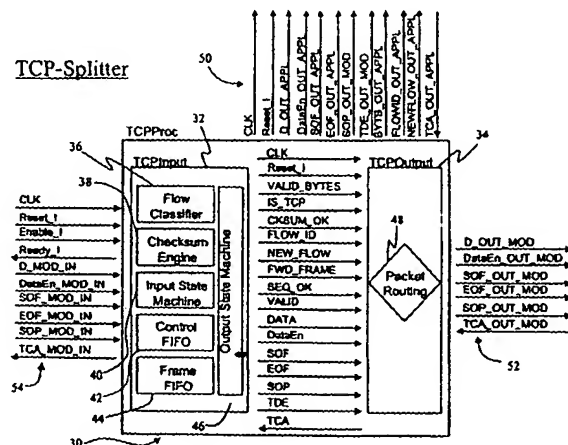 TCP-Splitter
50
CLK
Reset_l
D_OUT_APPL
DataEn_OUT_APPL
SOF_OUT_APPL
EOF_OUT_APPL
SOP_OUT_MOD
TDE_OUT_MOD
BYTES_OUT_APPL
FLOWID_OUT_APPL
NEWFLOW_OUT_APPL
TCA_OUT_APPL
TCPProc
32
34
36
38
TCPInput
Flow
Classifier
Checksum
Engine
Input State
Machine
Control
FIFO
Frame
FIFO
Output State Machine
40
42
44
46
30
CLK
Reset_l
Enable_l
Ready_l
D_MOD_IN
DataEn_MOD_IN
SOF_MOD_IN
EOF_MOD_IN
SOP_MOD_IN
TCA_MOD_IN
54
CLK
Reset_l
VALID_BYTES
IS_TCP
CKSUM_OK
FLOW_ID
NEW_FLOW
FWD_FRAME
SEQ_OK
VALID
DATA
DataEn
SOF
EOF
SOP
TDE
TCA
TCPOutput
48
Packet
Routing
D_OUT_MOD
DataEn_OUT_MOD
SOF_OUT_MOD
EOF_OUT_MOD
SOP_OUT_MOD
TCA_OUT_MOD
52